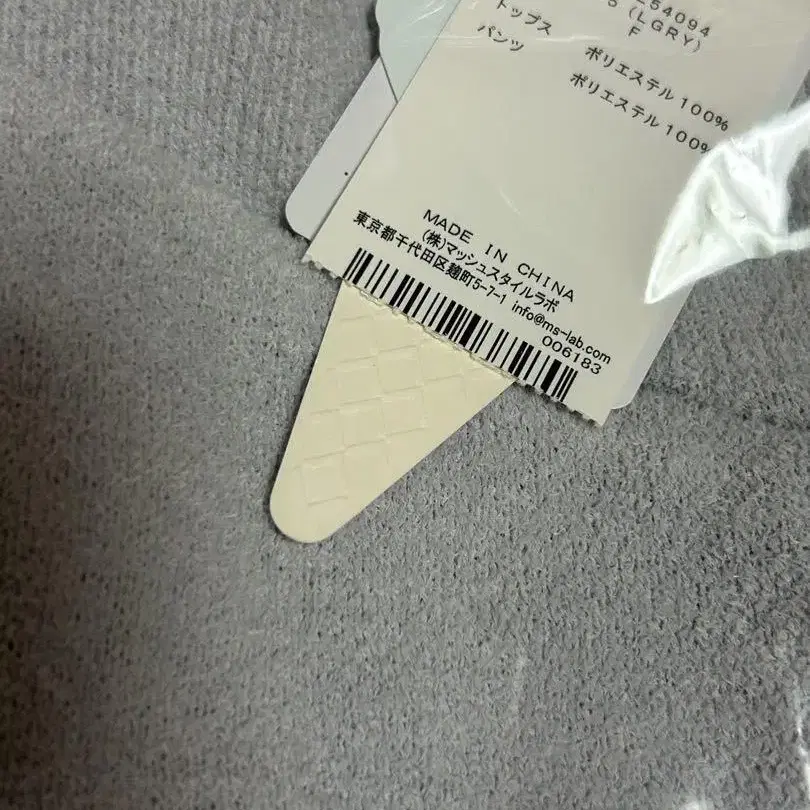 54094
(LGRY)
F
トップス ポリエステル100%
パンツ ポリエステル100%
MADE IN CHINA
(株)マッシュスタイルラボ
東京都千代田区麹町5-7-1 info@ms-lab.com
006183